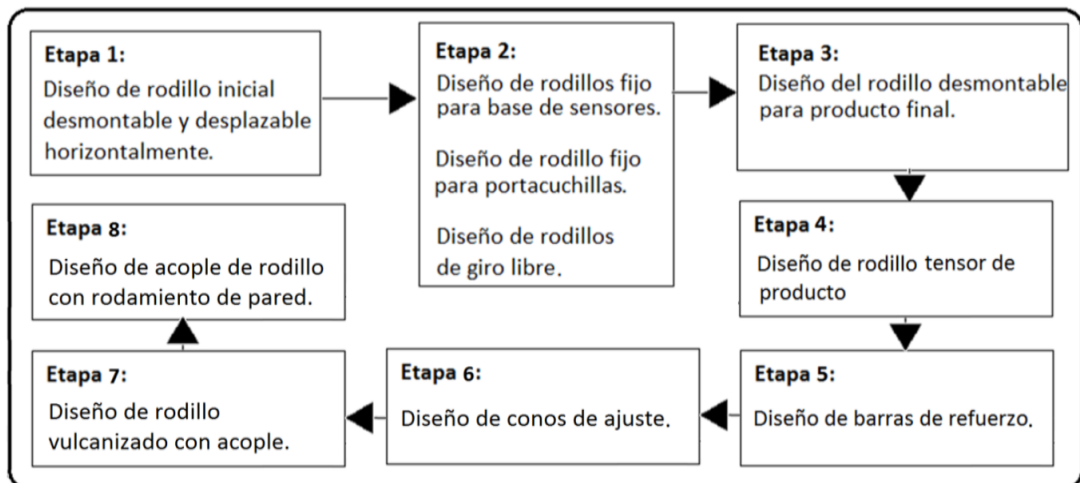 Etapa 1:
Diseño de rodillo inicial
desmontable y desplazable
horizontalmente.
Etapa 2:
Diseño de rodillos fijo
para base de sensores.
Diseño de rodillo fijo
para portacuchillas.
Diseño de rodillos
de giro libre.
Etapa 3:
Diseño del rodillo desmontable
para producto final.
Etapa 4:
Diseño de rodillo tensor de
producto
Etapa 5:
Diseño de barras de refuerzo.
Etapa 6:
Diseño de conos de ajuste.
Etapa 7:
Diseño de rodillo
vulcanizado con acople.
Etapa 8:
Diseño de acople de rodillo
con rodamiento de pared.